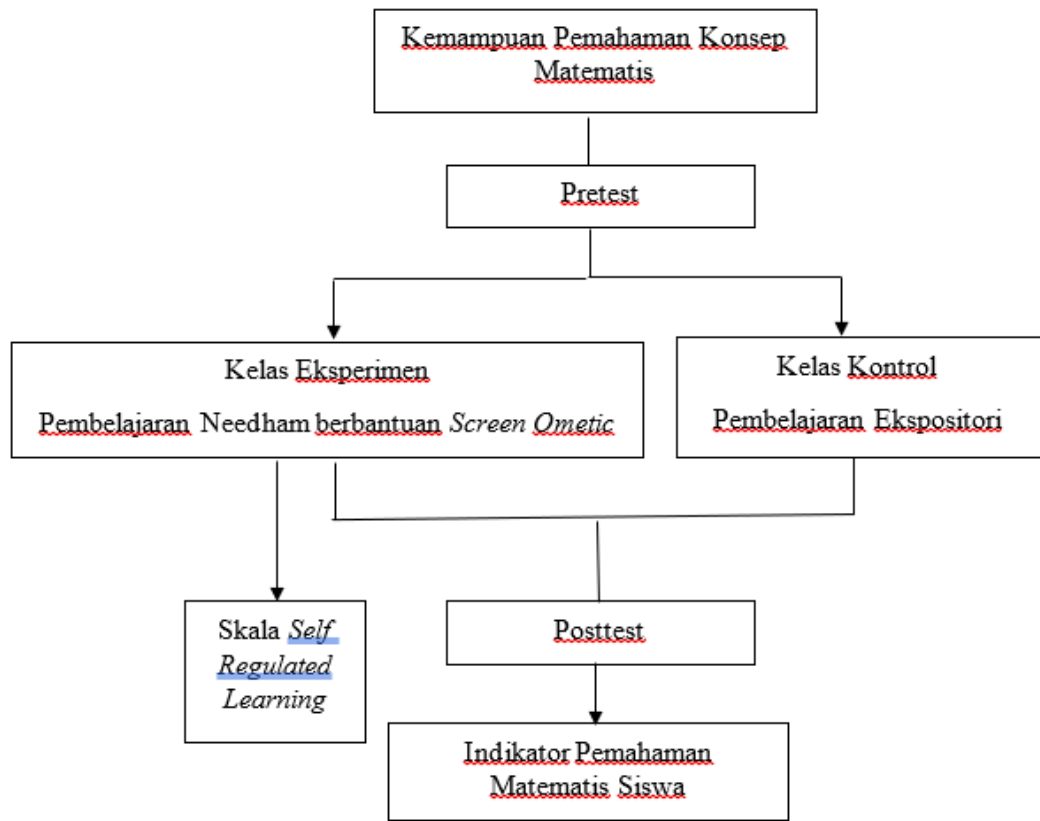 Kemampuan Pemahaman Konsep
Matematis
Pretest
Kelas Eksperimen
Pembelajaran Needham berbantuan Screen Ometic
Kelas Kontrol
Pembelajaran Ekspositori
Skala Self
Regulated
Learning
Posttest
Indikator Pemahaman
Matematis Siswa